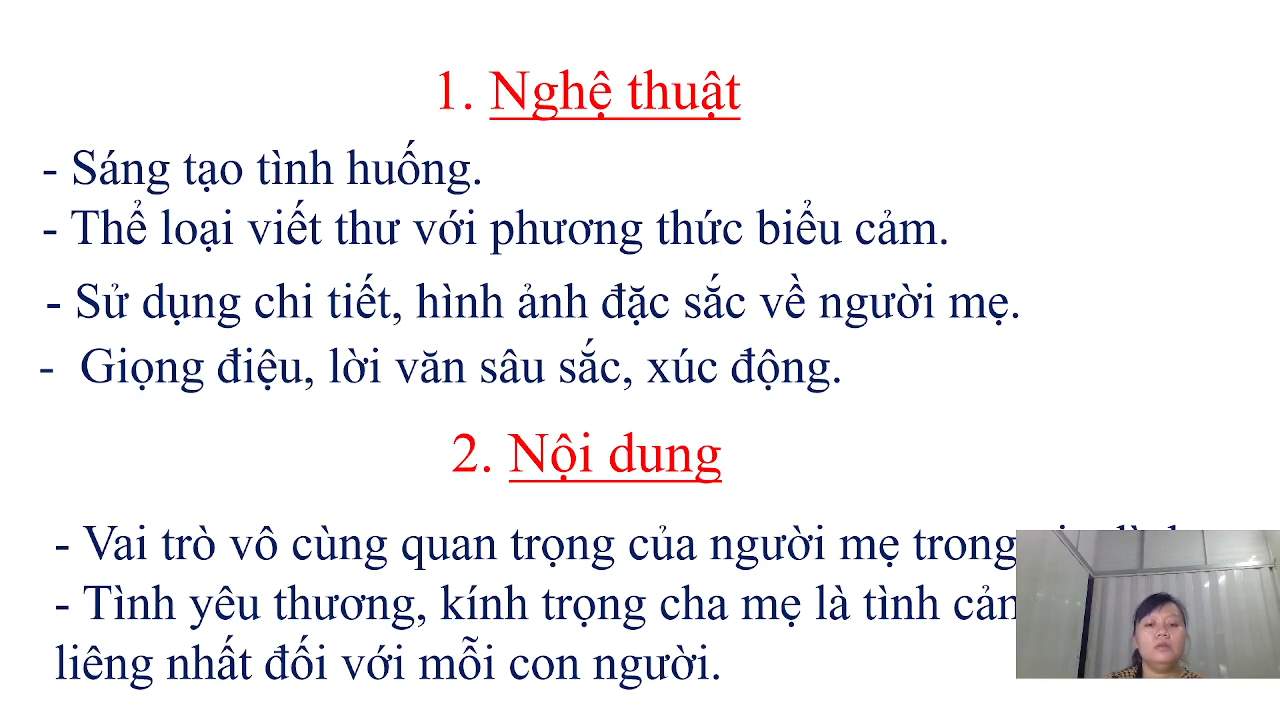 1. Nghệ thuật
- Sáng tạo tình huống.
- Thể loại viết thư với phương thức biểu cảm.
- Sử dụng chi tiết, hình ảnh đặc sắc về người mẹ.
- Giọng điệu, lời văn sâu sắc, xúc động.
2. Nội dung
- Vai trò vô cùng quan trọng của người mẹ trong
- Tình yêu thương, kính trọng cha mẹ là tình
liêng nhất đối với mỗi con người.